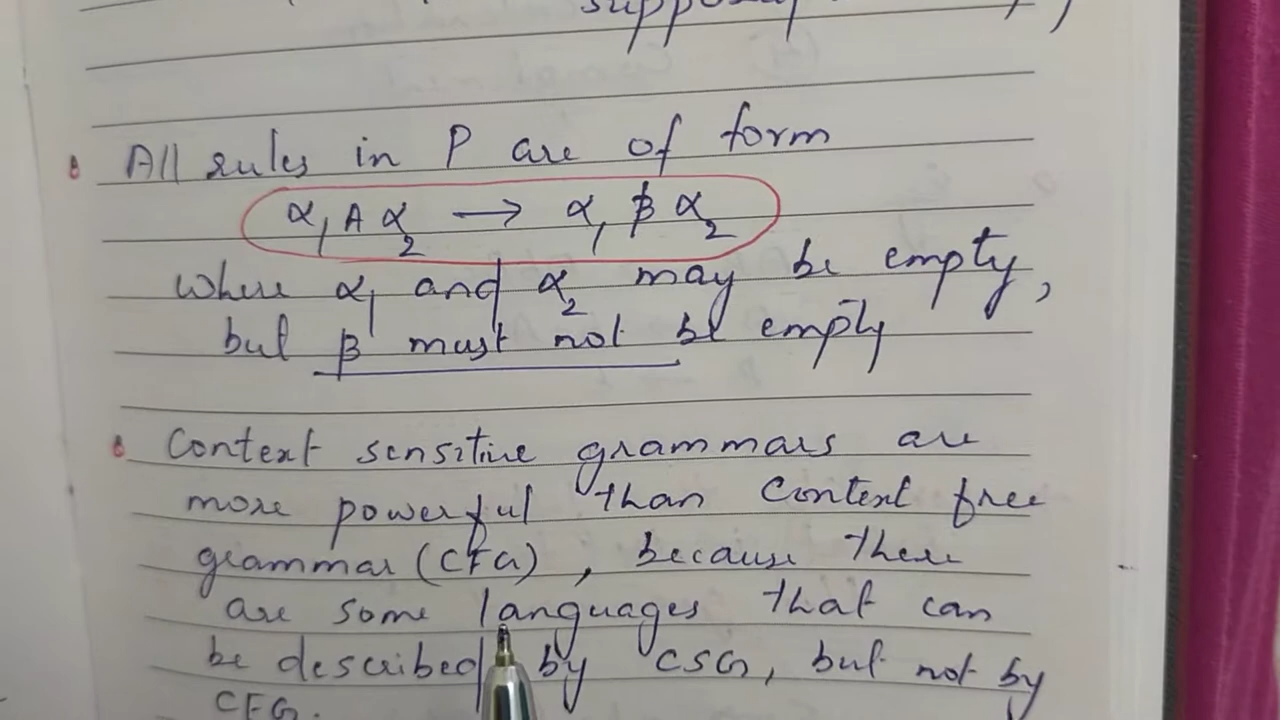 All rules in P are of form
α₁ A α₂ → α₁ β α₂
where α₁ and α₂ may be empty,
but β must not be empty
Context sensitive grammars are
more powerful than Context free
grammar (CFG), because there
are some languages that can
be described by CSG, but not by
CFG.